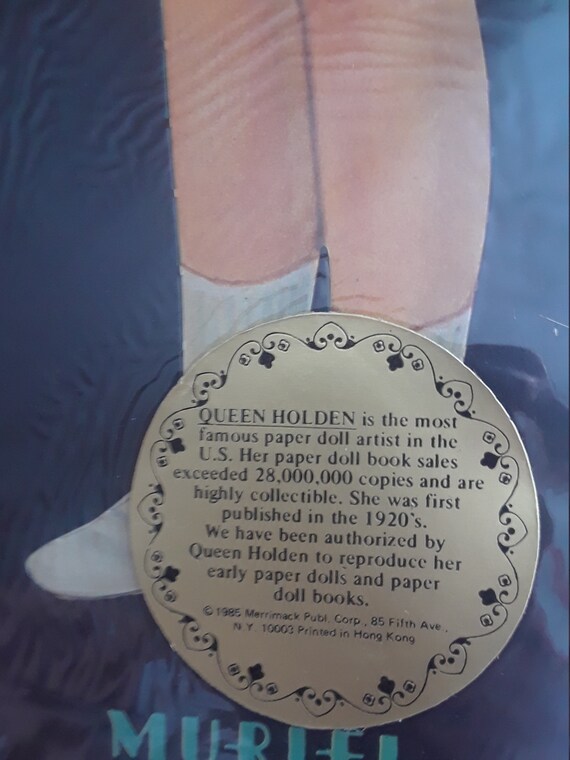 QUEEN HOLDEN is the most
famous paper doll artist in the
U.S. Her paper doll book sales
exceeded 28,000,000 copies and are
highly collectible. She was first
published in the 1920's.
We have been authorized by
Queen Holden to reproduce her
early paper dolls and paper
doll books.
© 1985 Merrimack Publ. Corp., 85 Fifth Ave.,
N.Y. 10003 Printed in Hong Kong
MURIEL